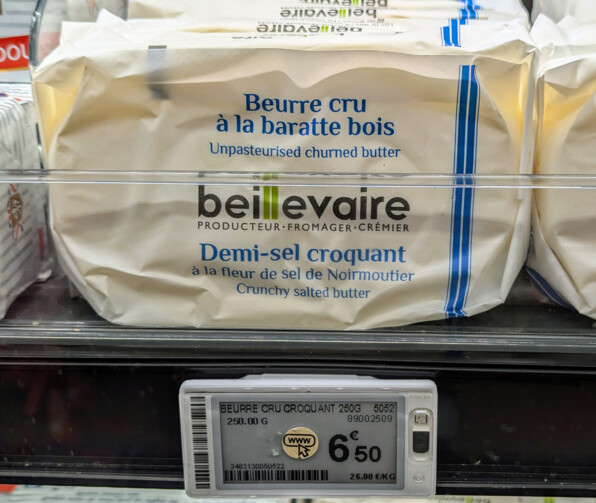 beillevaire
Beurre cru
à la baratte bois
Unpasteurised churned butter
beillevaire
PRODUCTEUR·FROMAGER·CRÉMIER
Demi-sel croquant
à la fleur de sel de Noirmoutier
Crunchy salted butter
BEURRE CRU CROQUANT 250G 5052
250.00 G 89002509
www
6€50
3483130050522
26.00 €/KG